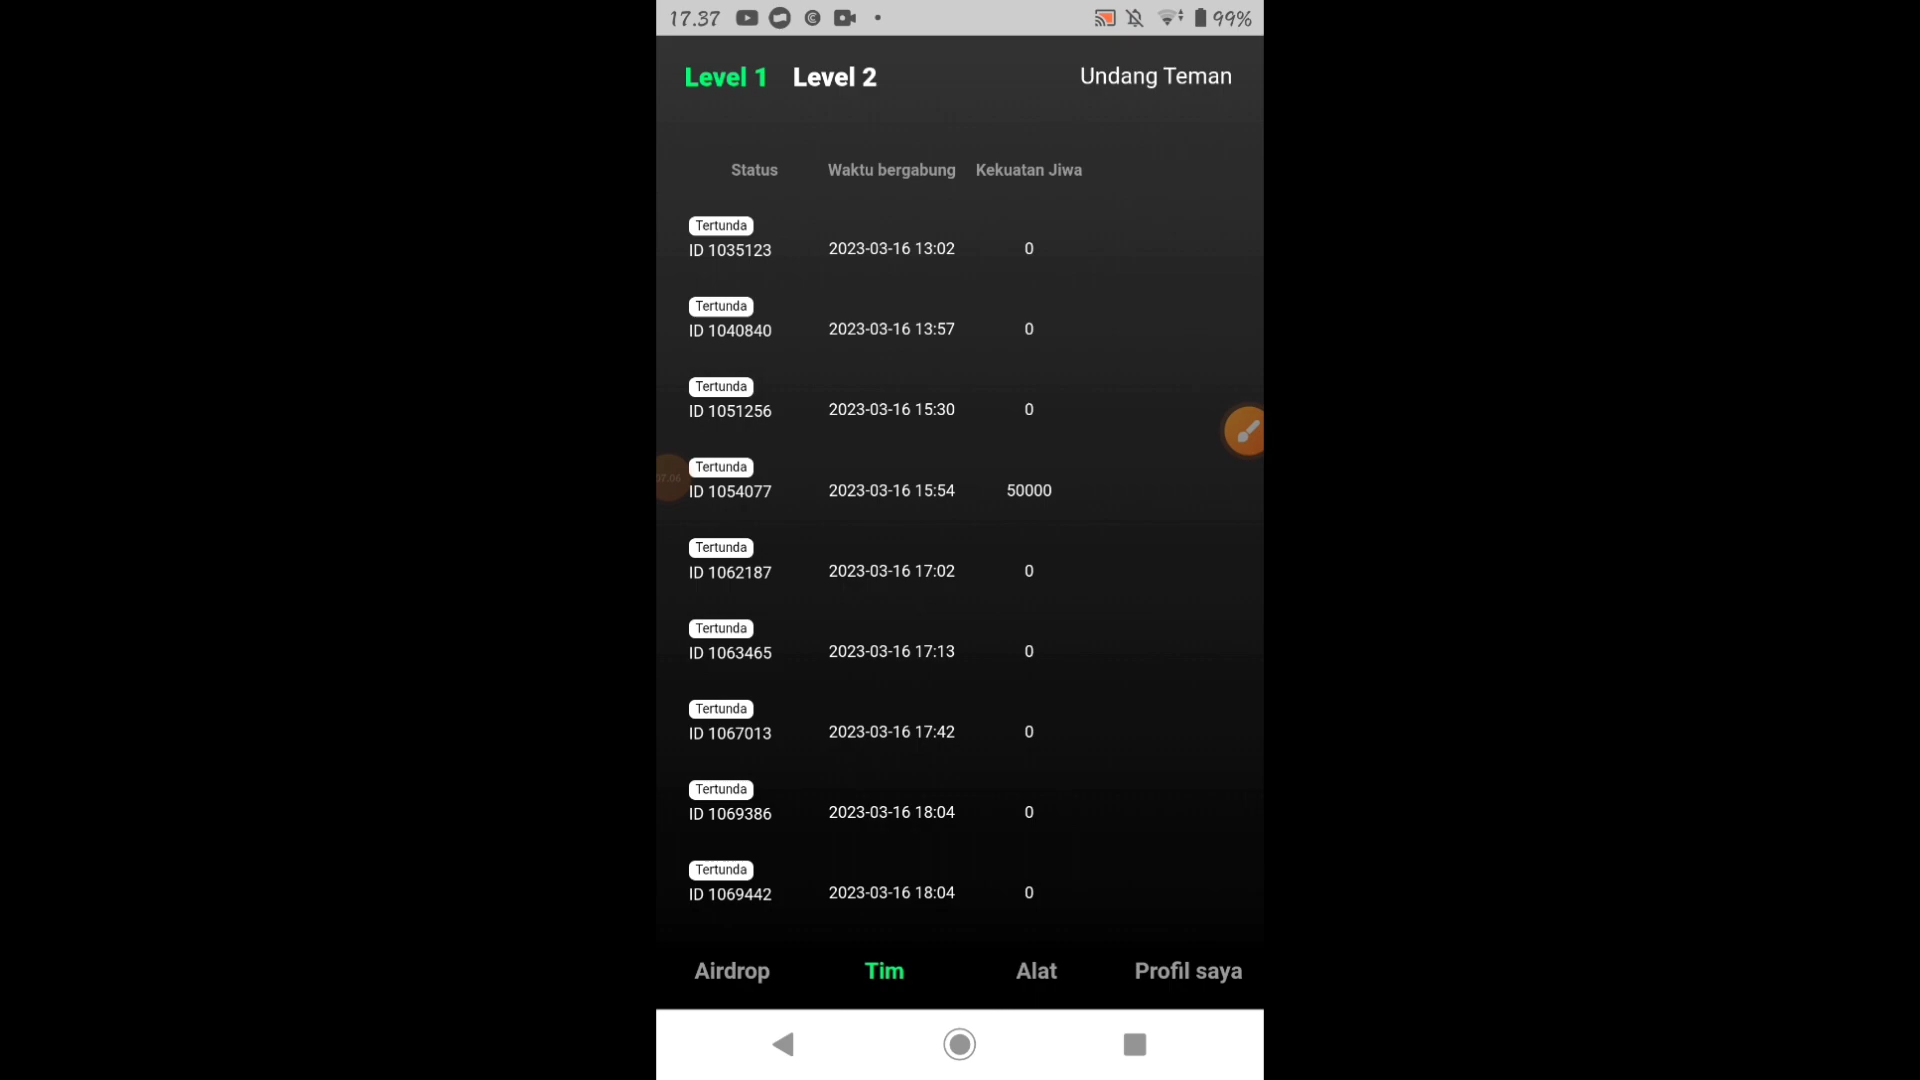 17.37
99%
Level 1 Level 2 Undang Teman
Status Waktu bergabung Kekuatan Jiwa
Tertunda
ID 1035123 2023-03-16 13:02 0
Tertunda
ID 1040840 2023-03-16 13:57 0
Tertunda
ID 1051256 2023-03-16 15:30 0
Tertunda
07.06
ID 1054077 2023-03-16 15:54 50000
Tertunda
ID 1062187 2023-03-16 17:02 0
Tertunda
ID 1063465 2023-03-16 17:13 0
Tertunda
ID 1067013 2023-03-16 17:42 0
Tertunda
ID 1069386 2023-03-16 18:04 0
Tertunda
ID 1069442 2023-03-16 18:04 0
Airdrop Tim Alat Profil saya